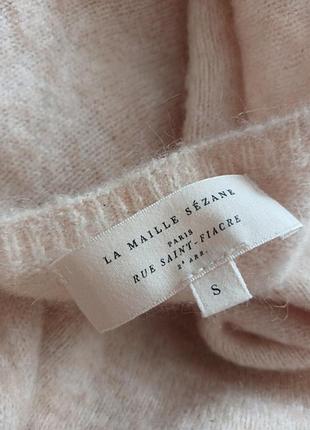 LA MAILLE SÉZANE
PARIS
RUE SAINT-FIACRE
2e ARR.
S